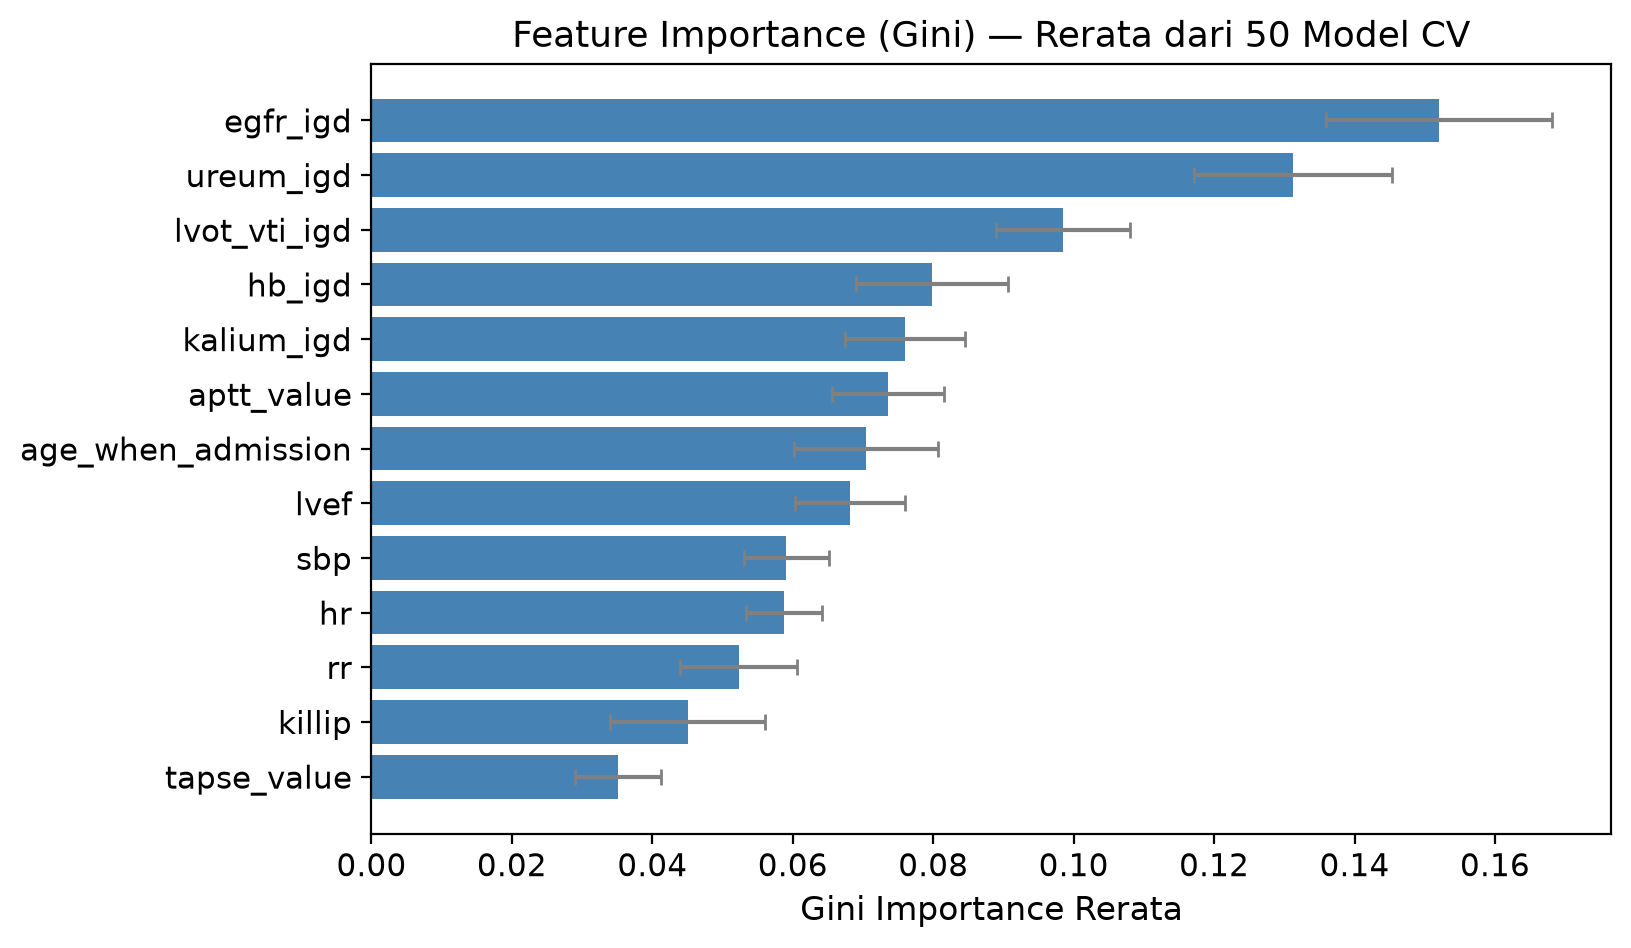 Feature Importance (Gini) — Rerata dari 50 Model CV
egfr_igd
ureum_igd
lvot_vti_igd
hb_igd
kalium_igd
aptt_value
age_when_admission
lvef
sbp
hr
rr
killip
tapse_value
0.00 0.02 0.04 0.06 0.08 0.10 0.12 0.14 0.16
Gini Importance Rerata